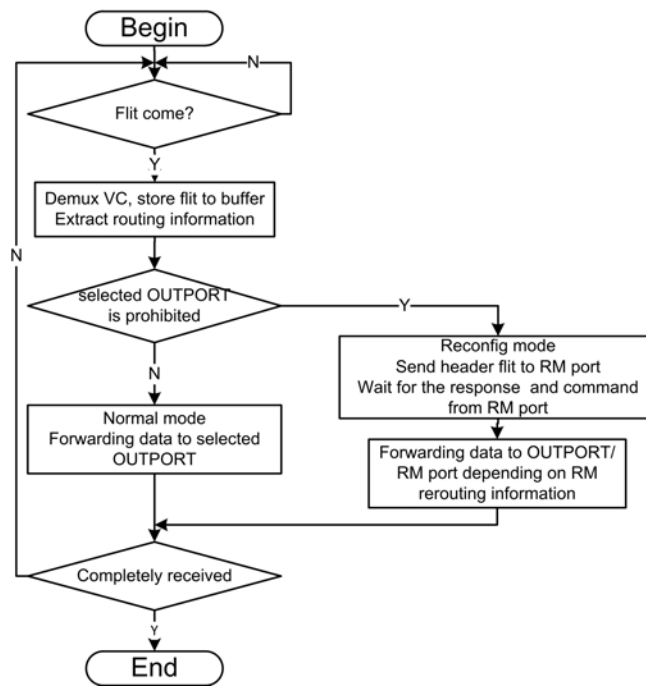 Begin
N
Flit come?
Y
Demux VC, store flit to buffer
Extract routing information
N
selected OUTPORT
is prohibited
Y
Reconfig mode
Send header flit to RM port
Wait for the response and command
from RM port
N
Normal mode
Forwarding data to selected
OUTPORT
Forwarding data to OUTPORT/
RM port depending on RM
rerouting information
Completely received
Y
End